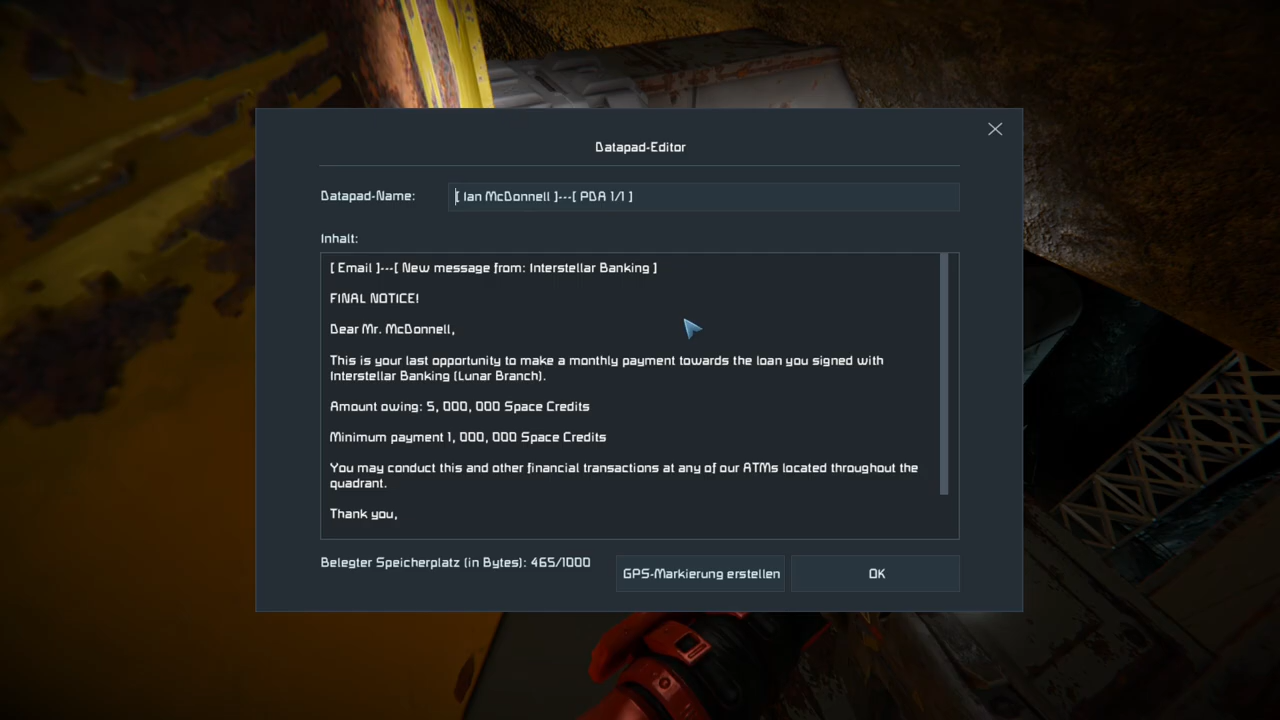 Datapad-Editor
Datapad-Name: [ Ian McDonnell ]---[ PDA 1/1 ]
Inhalt:
[ Email ]---[ New message from: Interstellar Banking ]
FINAL NOTICE!
Dear Mr. McDonnell,
This is your last opportunity to make a monthly payment towards the loan you signed with
Interstellar Banking (Lunar Branch).
Amount owing: 5, 000, 000 Space Credits
Minimum payment 1, 000, 000 Space Credits
You may conduct this and other financial transactions at any of our ATMs located throughout the
quadrant.
Thank you,
Belegter Speicherplatz (in Bytes): 465/1000
GPS-Markierung erstellen
OK